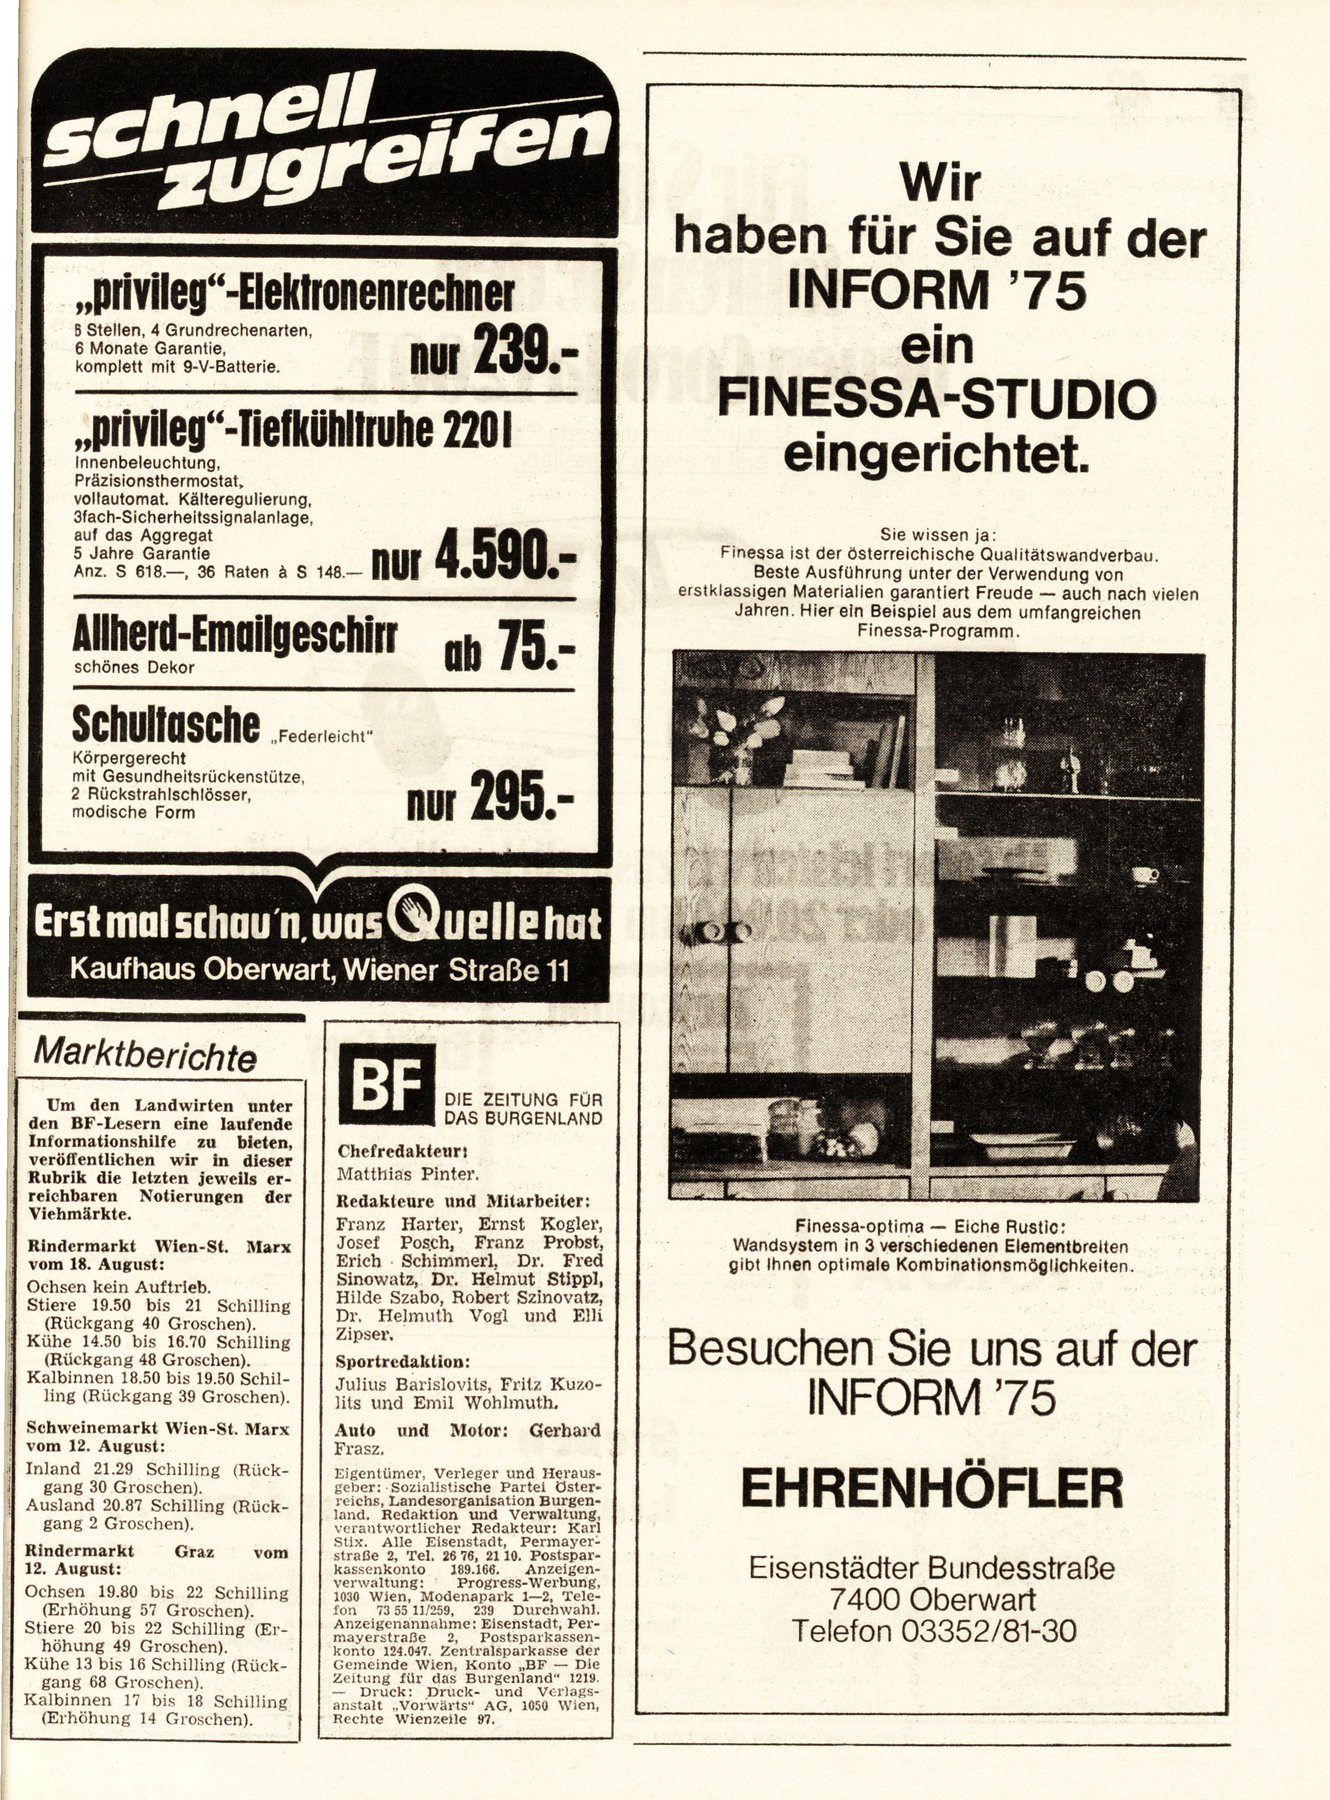 schnell
zugreifen
„privileg“-Elektronenrechner
8 Stellen, 4 Grundrechenarten,
6 Monate Garantie,
komplett mit 9-V-Batterie.
nur 239.-
„privileg“-Tiefkühltruhe 220 l
Innenbeleuchtung,
Präzisionsthermostat,
vollautomat. Kälteregulierung,
3fach-Sicherheitssignalanlage,
auf das Aggregat
5 Jahre Garantie
Anz. S 618.—, 36 Raten à S 148.—
nur 4.590.-
Allherd-Emailgeschirr
schönes Dekor
ab 75.-
Schultasche „Federleicht“
Körpergerecht
mit Gesundheitsrückenstütze,
2 Rückstrahlschlösser,
modische Form
nur 295.-
Erst mal schau'n, was Quelle hat
Kaufhaus Oberwart, Wiener Straße 11
Marktberichte
Um den Landwirten unter
den BF-Lesern eine laufende
Informationshilfe zu bieten,
veröffentlichen wir in dieser
Rubrik die letzten jeweils er-
reichbaren Notierungen der
Viehmärkte.
Rindermarkt Wien-St. Marx
vom 18. August:
Ochsen kein Auftrieb.
Stiere 19.50 bis 21 Schilling
(Rückgang 40 Groschen).
Kühe 14.50 bis 16.70 Schilling
(Rückgang 48 Groschen).
Kalbinnen 18.50 bis 19.50 Schil-
ling (Rückgang 39 Groschen).
Schweinemarkt Wien-St. Marx
vom 12. August:
Inland 21.29 Schilling (Rück-
gang 30 Groschen).
Ausland 20.87 Schilling (Rück-
gang 2 Groschen).
Rindermarkt Graz vom
12. August:
Ochsen 19.80 bis 22 Schilling
(Erhöhung 57 Groschen).
Stiere 20 bis 22 Schilling (Er-
höhung 49 Groschen).
Kühe 13 bis 16 Schilling (Rück-
gang 68 Groschen).
Kalbinnen 17 bis 18 Schilling
(Erhöhung 14 Groschen).
BF
DIE ZEITUNG FÜR
DAS BURGENLAND
Chefredakteur:
Matthias Pinter.
Redakteure und Mitarbeiter:
Franz Harter, Ernst Kogler,
Josef Posch, Franz Probst,
Erich Schimmerl, Dr. Fred
Sinowatz, Dr. Helmut Stippl,
Hilde Szabo, Robert Szinovatz,
Dr. Helmuth Vogl und Elli
Zipser.
Sportredaktion:
Julius Barislovits, Fritz Kuzo-
lits und Emil Wohlmuth.
Auto und Motor: Gerhard
Frasz.
Eigentümer, Verleger und Heraus-
geber: Sozialistische Partei Öster-
reichs, Landesorganisation Burgen-
land. Redaktion und Verwaltung,
verantwortlicher Redakteur: Karl
Stix. Alle Eisenstadt, Permayer-
straße 2, Tel. 26 76, 21 10. Postspar-
kassenkonto 189.166. Anzeigen-
verwaltung: Progress-Werbung,
1030 Wien, Modenapark 1—2, Tele-
fon 73 55 11/259, 239 Durchwahl.
Anzeigenannahme: Eisenstadt, Per-
mayerstraße 2, Postsparkassen-
konto 124.047. Zentralsparkasse der
Gemeinde Wien, Konto „BF — Die
Zeitung für das Burgenland“ 1219.
— Druck: Druck- und Verlags-
anstalt „Vorwärts“ AG, 1050 Wien,
Rechte Wienzeile 97.
Wir
haben für Sie auf der
INFORM ’75
ein
FINESSA-STUDIO
eingerichtet.
Sie wissen ja:
Finessa ist der österreichische Qualitätswandverbau.
Beste Ausführung unter der Verwendung von
erstklassigen Materialien garantiert Freude — auch nach vielen
Jahren. Hier ein Beispiel aus dem umfangreichen
Finessa-Programm.
Finessa-optima — Eiche Rustic:
Wandsystem in 3 verschiedenen Elementbreiten
gibt Ihnen optimale Kombinationsmöglichkeiten.
Besuchen Sie uns auf der
INFORM ’75
EHRENHÖFLER
Eisenstädter Bundesstraße
7400 Oberwart
Telefon 03352/81-30